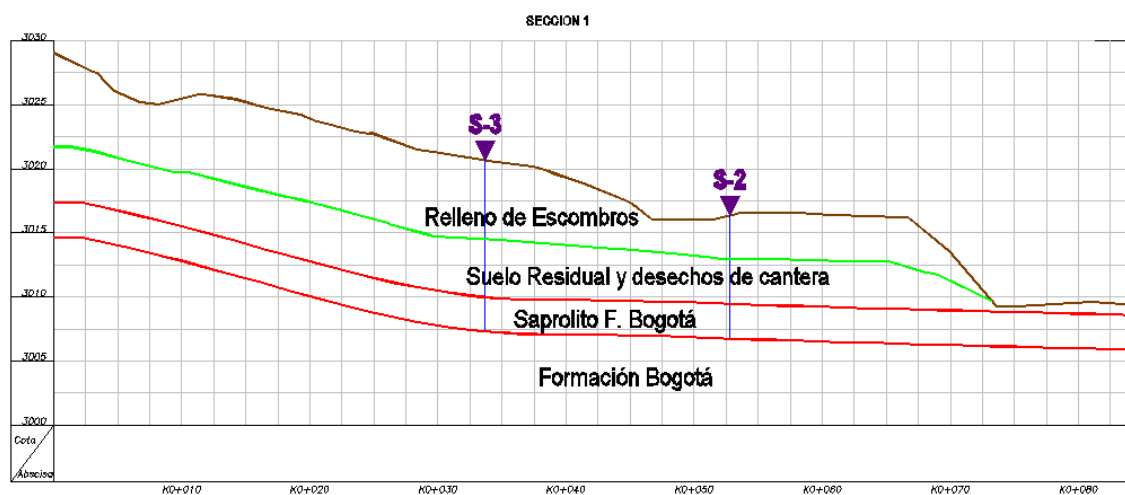 SECCION 1
3030
3025
3020
3015
3010
3005
3000
S-3
S-2
Relleno de Escombros
Suelo Residual y desechos de cantera
Saprolito F. Bogotá
Formación Bogotá
Cota
Abscisa
K0+010
K0+020
K0+030
K0+040
K0+050
K0+060
K0+070
K0+080